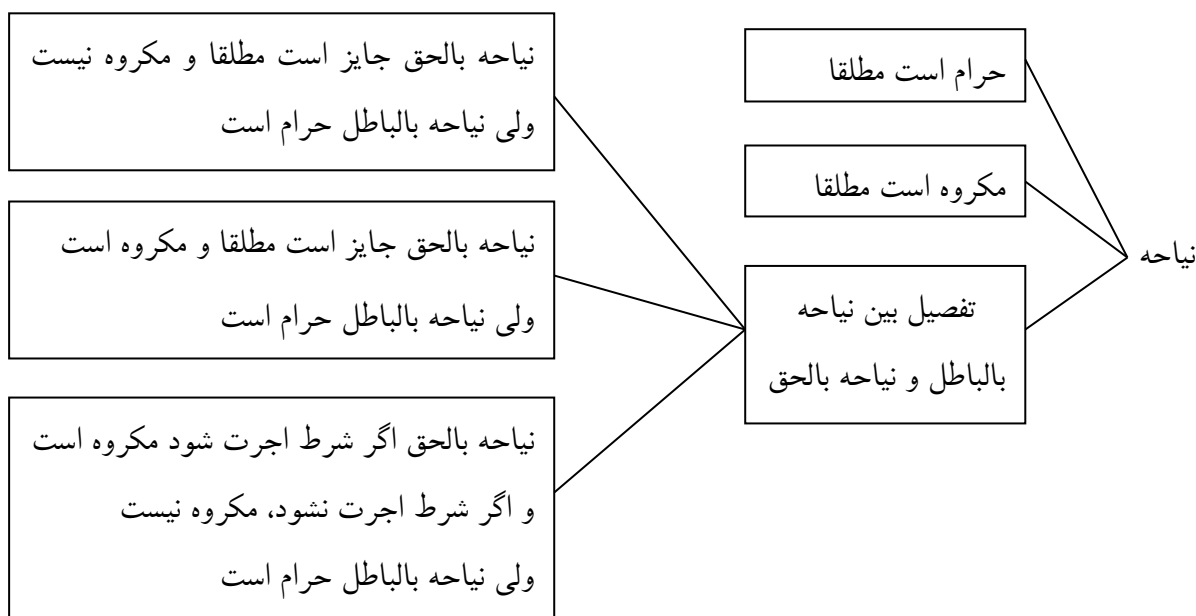 نیاحه
حرام است مطلقا
مکروه است مطلقا
تفصیل بین نیاحه
بالباطل و نیاحه بالحق
نیاحه بالحق جایز است مطلقا و مکروه نیست
ولی نیاحه بالباطل حرام است
نیاحه بالحق جایز است مطلقا و مکروه است
ولی نیاحه بالباطل حرام است
نیاحه بالحق اگر شرط اجرت شود مکروه است
و اگر شرط اجرت نشود، مکروه نیست
ولی نیاحه بالباطل حرام است